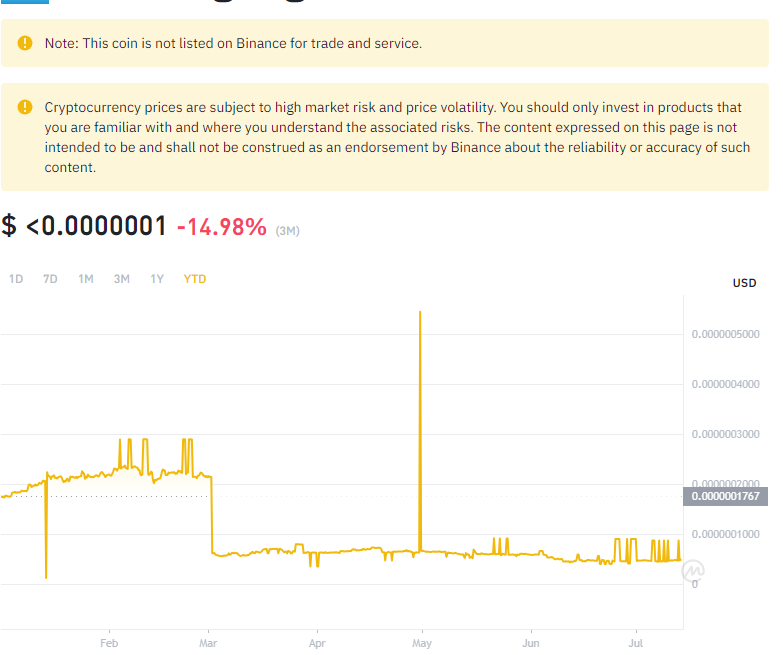 Note: This coin is not listed on Binance for trade and service.
Cryptocurrency prices are subject to high market risk and price volatility. You should only invest in products that
you are familiar with and where you understand the associated risks. The content expressed on this page is not
intended to be and shall not be construed as an endorsement by Binance about the reliability or accuracy of such
content.
$ <0.0000001 -14.98% (3M)
1D 7D 1M 3M 1Y YTD
USD
0.0000005000
0.0000004000
0.0000003000
0.0000002000
0.0000001767
0.0000001000
0
Feb Mar Apr May Jun Jul